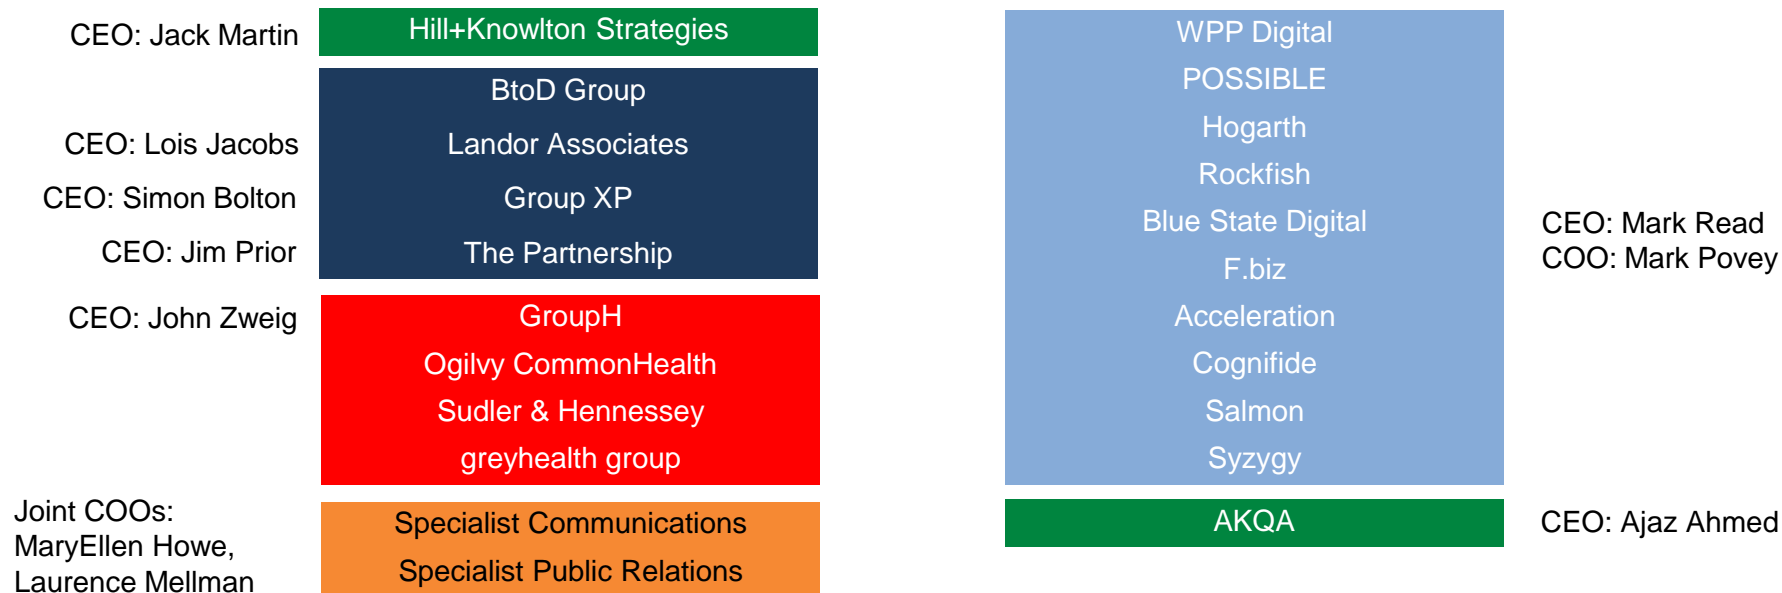 CEO: Jack Martin
Hill+Knowlton Strategies
BtoD Group
CEO: Lois Jacobs
Landor Associates
CEO: Simon Bolton
Group XP
CEO: Jim Prior
The Partnership
CEO: John Zweig
GroupH
Ogilvy CommonHealth
Sudler & Hennessey
greyhealth group
Joint COOs:
MaryEllen Howe,
Laurence Mellman
Specialist Communications
Specialist Public Relations
WPP Digital
POSSIBLE
Hogarth
Rockfish
Blue State Digital
F.biz
Acceleration
Cognifide
Salmon
Syzygy
CEO: Mark Read
COO: Mark Povey
AKQA
CEO: Ajaz Ahmed